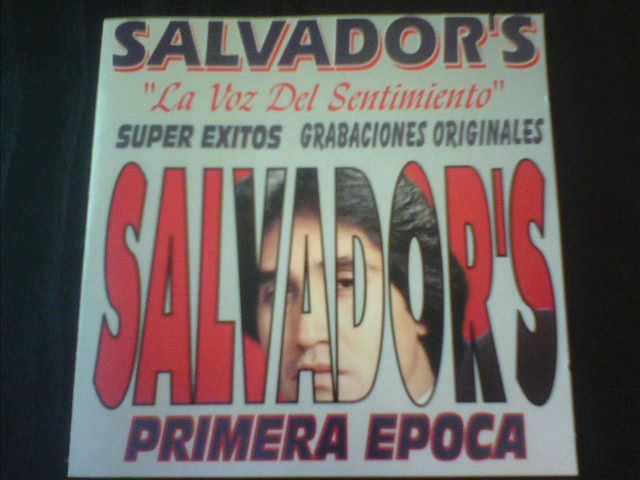 SALVADOR'S
"La Voz Del Sentimiento"
SUPER EXITOS GRABACIONES ORIGINALES
SALVADOR'S
PRIMERA EPOCA